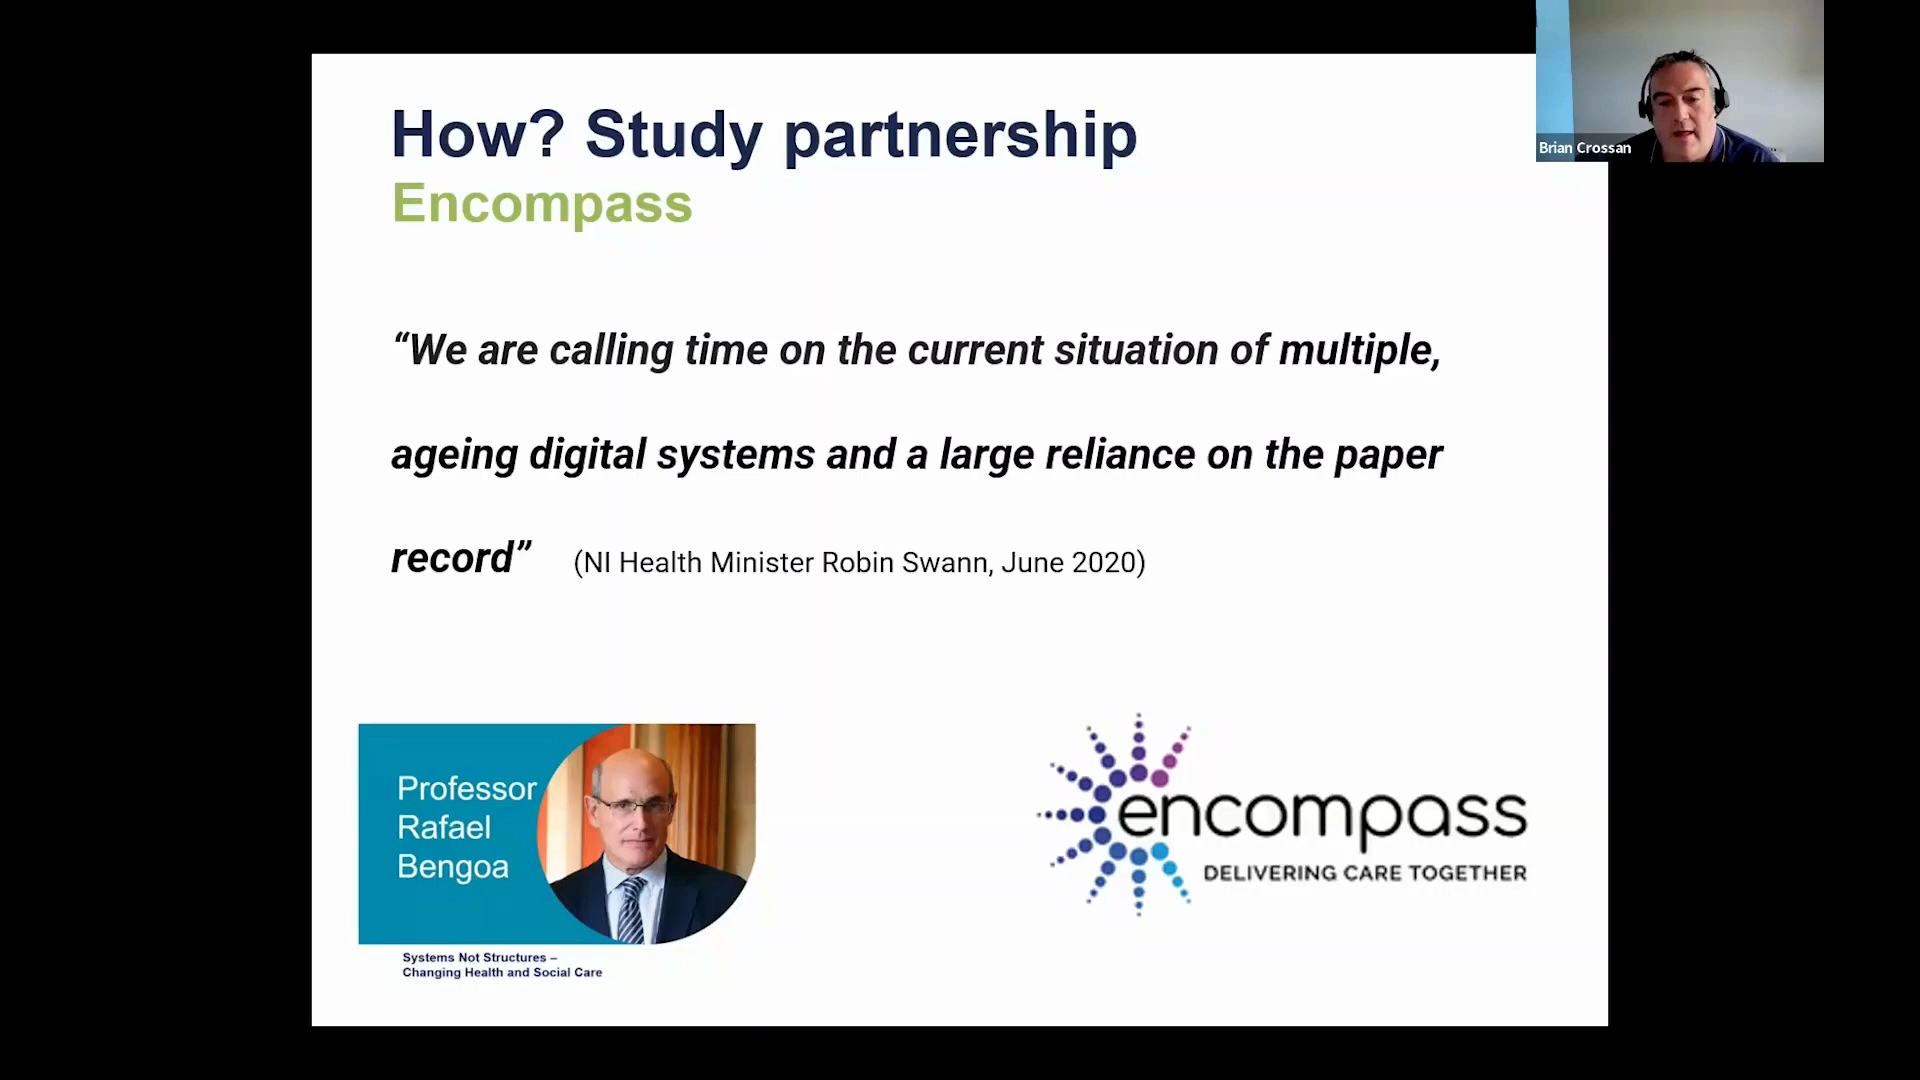 How? Study partnership
Encompass
“We are calling time on the current situation of multiple,
ageing digital systems and a large reliance on the paper
record” (NI Health Minister Robin Swann, June 2020)
Professor
Rafael
Bengoa
Systems Not Structures –
Changing Health and Social Care
encompass
DELIVERING CARE TOGETHER
Brian Crossan